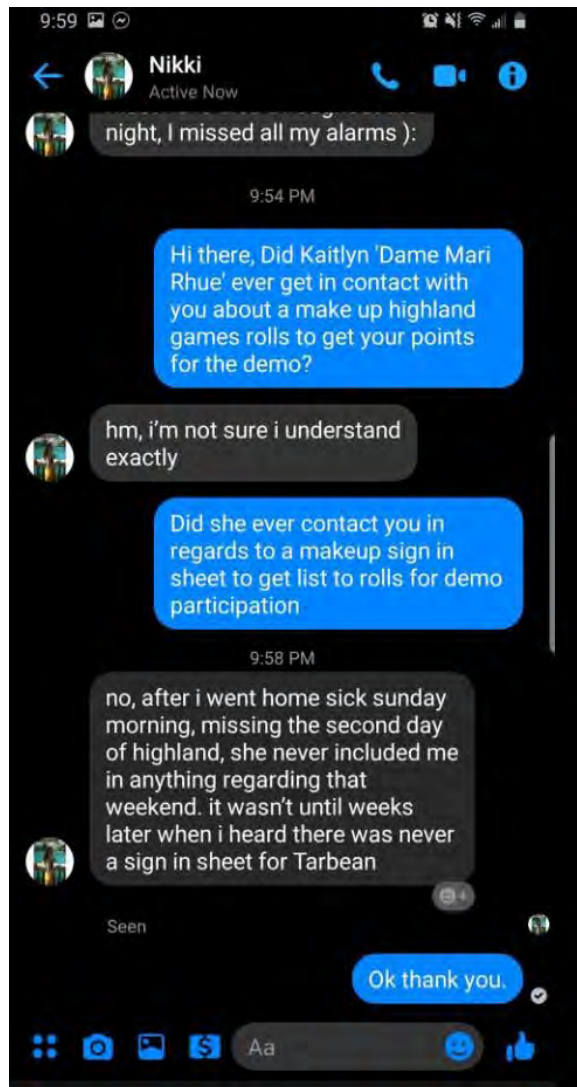 9:59
Nikki
Active Now
night, I missed all my alarms ):
9:54 PM
Hi there, Did Kaitlyn 'Dame Mari
Rhue' ever get in contact with
you about a make up highland
games rolls to get your points
for the demo?
hm, i'm not sure i understand
exactly
Did she ever contact you in
regards to a makeup sign in
sheet to get list to rolls for demo
participation
9:58 PM
no, after i went home sick sunday
morning, missing the second day
of highland, she never included me
in anything regarding that
weekend. it wasn't until weeks
later when i heard there was never
a sign in sheet for Tarbean
Seen
Ok thank you.
Aa